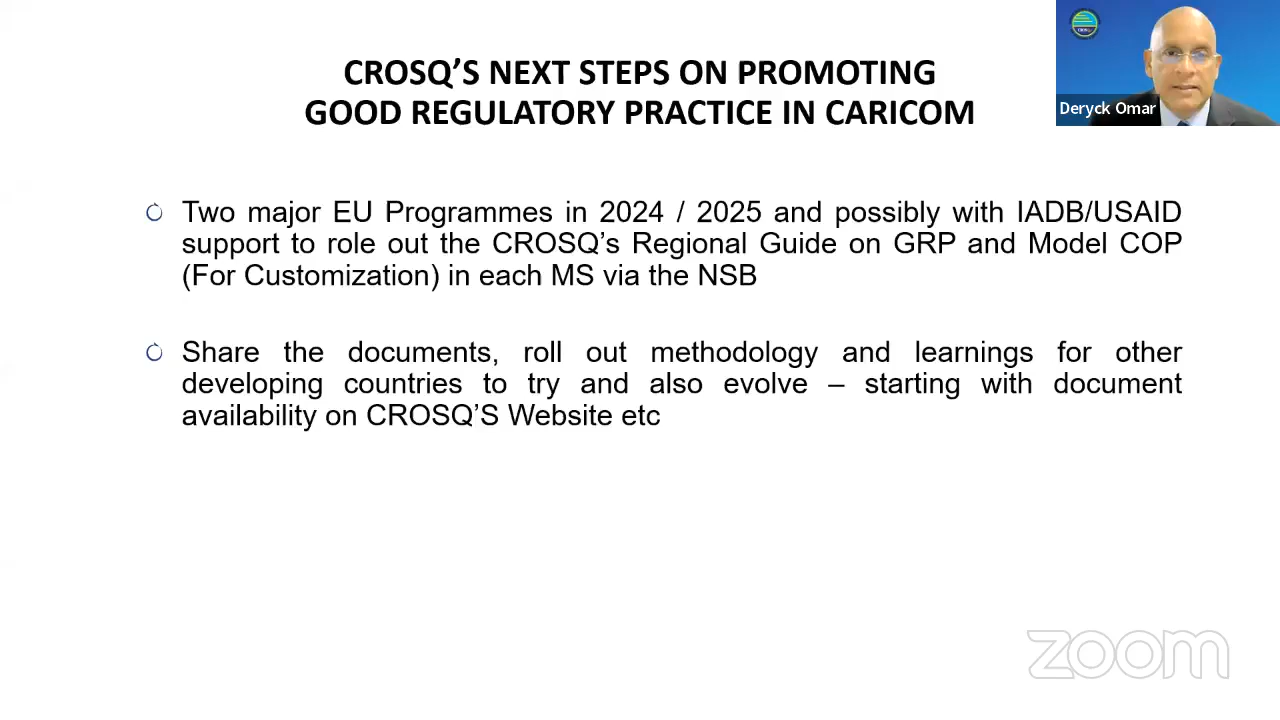 CROSQ’S NEXT STEPS ON PROMOTING
GOOD REGULATORY PRACTICE IN CARICOM
Deryck Omar
Two major EU Programmes in 2024 / 2025 and possibly with IADB/USAID
support to role out the CROSQ’s Regional Guide on GRP and Model COP
(For Customization) in each MS via the NSB
Share the documents, roll out methodology and learnings for other
developing countries to try and also evolve – starting with document
availability on CROSQ’S Website etc
zoom